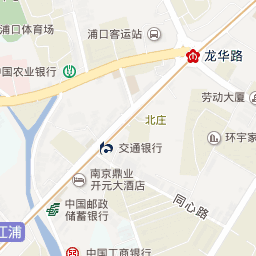 浦口体育场
浦口客运站
龙华路
中国农业银行
劳动大厦
北庄
环宇家
交通银行
南京鼎业
开元大酒店
同心路
中国邮政
储蓄银行
江浦
中国工商银行